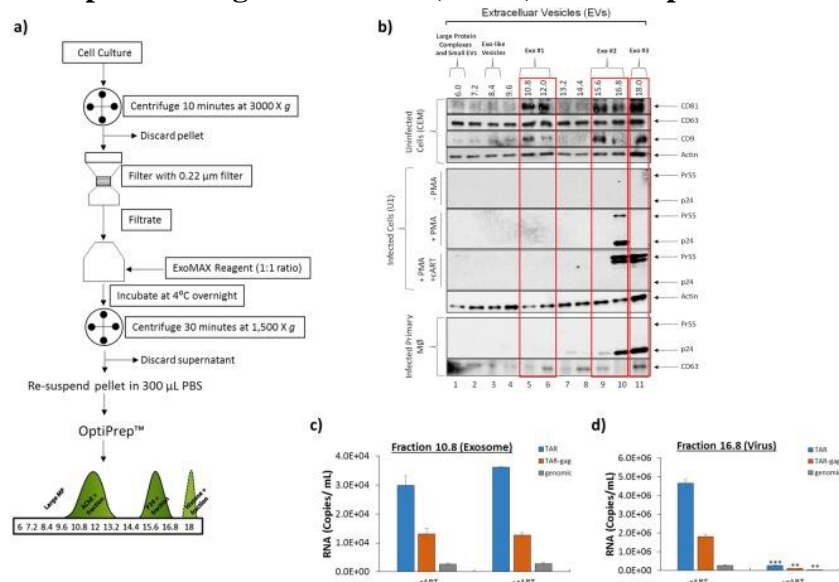 a)
Cell Culture
Centrifuge 10 minutes at 3000 X g
Discard pellet
Filter with 0.22 µm filter
Filtrate
ExoMAX Reagent (1:1 ratio)
Incubate at 4°C overnight
Centrifuge 30 minutes at 1,500 X g
Discard supernatant
Re-suspend pellet in 300 µL PBS
OptiPrep™
Large MP
AChE +
fraction
fraction
fraction
6 7.2 8.4 9.6 10.8 12 13.2 14.4 15.6 16.8 18
b)
Extracelluar Vesicles (EVs)
Large Protein
Complexes
and Small EVs
Exo-like
Vesicles
Exo #1
Exo #2
Exo #3
6.0 7.2 8.4 9.6 10.8 12.0 13.2 14.4 15.6 16.8 18.0
Uninfected
Cells (CEM)
CD81
CD63
CD9
Actin
Infected Cells (U1)
- PMA
Pr55
p24
+ PMA
Pr55
p24
+ PMA
+cART
Pr55
p24
Actin
Infected Primary
MØ
Pr55
p24
CD63
1 2 3 4 5 6 7 8 9 10 11
c)
Fraction 10.8 (Exosome)
TAR
TAR-gag
genomic
RNA (Copies/ mL)
4.0E+04
3.0E+04
2.0E+04
1.0E+04
0.0E+00
d)
Fraction 16.8 (Virus)
TAR
TAR-gag
genomic
RNA (Copies/ mL)
6.0E+06
5.0E+06
4.0E+06
3.0E+06
2.0E+06
1.0E+06
0.0E+00
*** ** **